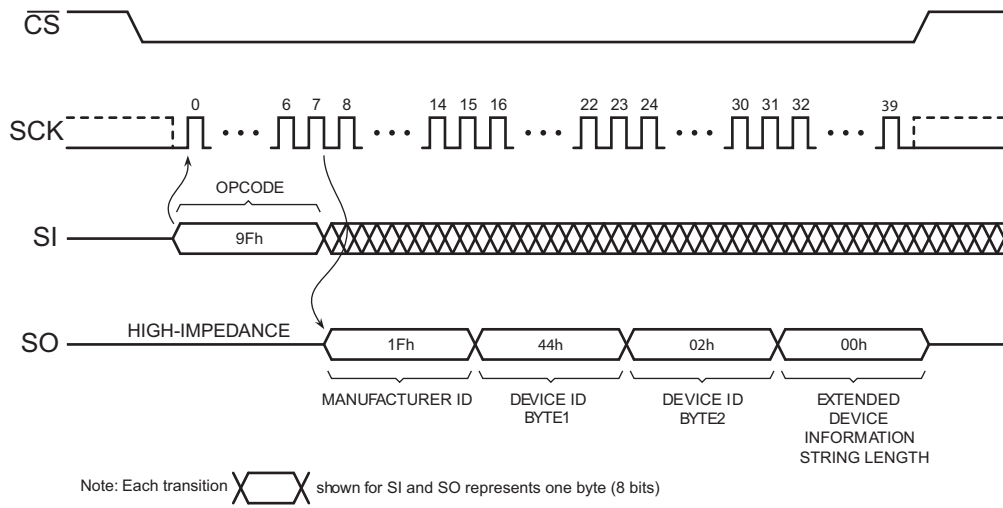 CS
0 6 7 8 14 15 16 22 23 24 30 31 32 39
SCK
OPCODE
SI
9Fh
HIGH-IMPEDANCE
SO
1Fh 44h 02h 00h
MANUFACTURER ID
DEVICE ID
BYTE1
DEVICE ID
BYTE2
EXTENDED
DEVICE
INFORMATION
STRING LENGTH
Note: Each transition shown for SI and SO represents one byte (8 bits)